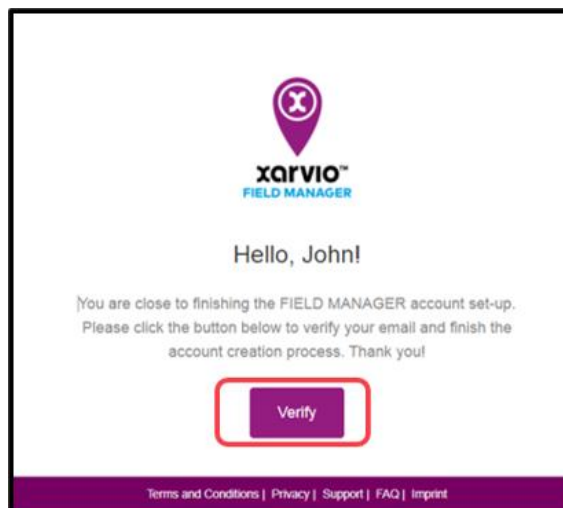 xarvio™
FIELD MANAGER
Hello, John!
You are close to finishing the FIELD MANAGER account set-up.
Please click the button below to verify your email and finish the
account creation process. Thank you!
Verify
Terms and Conditions | Privacy | Support | FAQ | Imprint